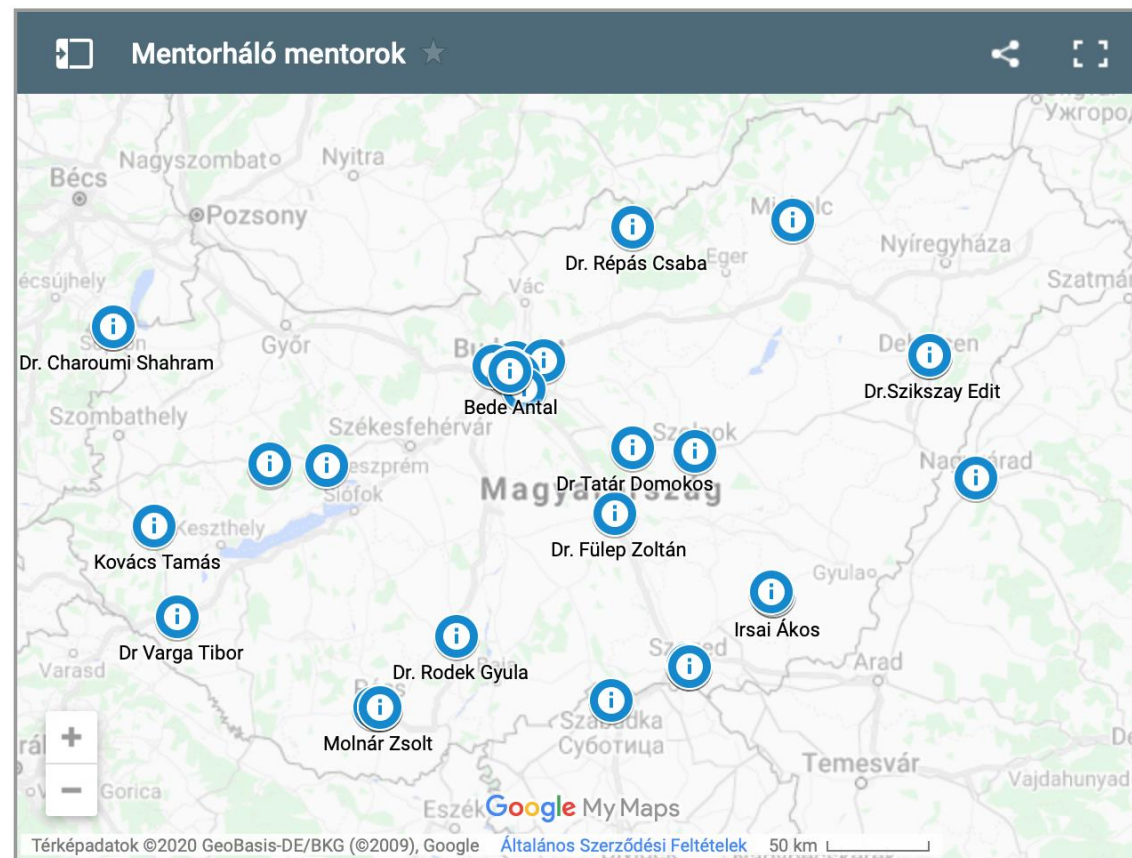 Mentorháló mentorok
Ужгород
Nagyszombat
Nyitra
Bécs
Pozsony
Dr. Répás Csaba
Eger
Nyíregyháza
Vác
Szatmár
Győr
Dr. Charoumi Shahram
Bede Antal
Dr.Szikszay Edit
Szombathely
Székesfehérvár
Szolnok
Siófok
Magyarország
Dr Tatár Domokos
Keszthely
Kovács Tamás
Dr. Fülep Zoltán
Gyula
Irsai Ákos
Dr Varga Tibor
Varasd
Dr. Rodek Gyula
Baja
Szeged
Arad
Pécs
Molnár Zsolt
Szabadka
Суботица
Temesvár
Gorica
Vajdahunyad
Eszék
Google My Maps
+
−
Térképadatok ©2020 GeoBasis-DE/BKG (©2009), Google Általános Szerződési Feltételek 50 km